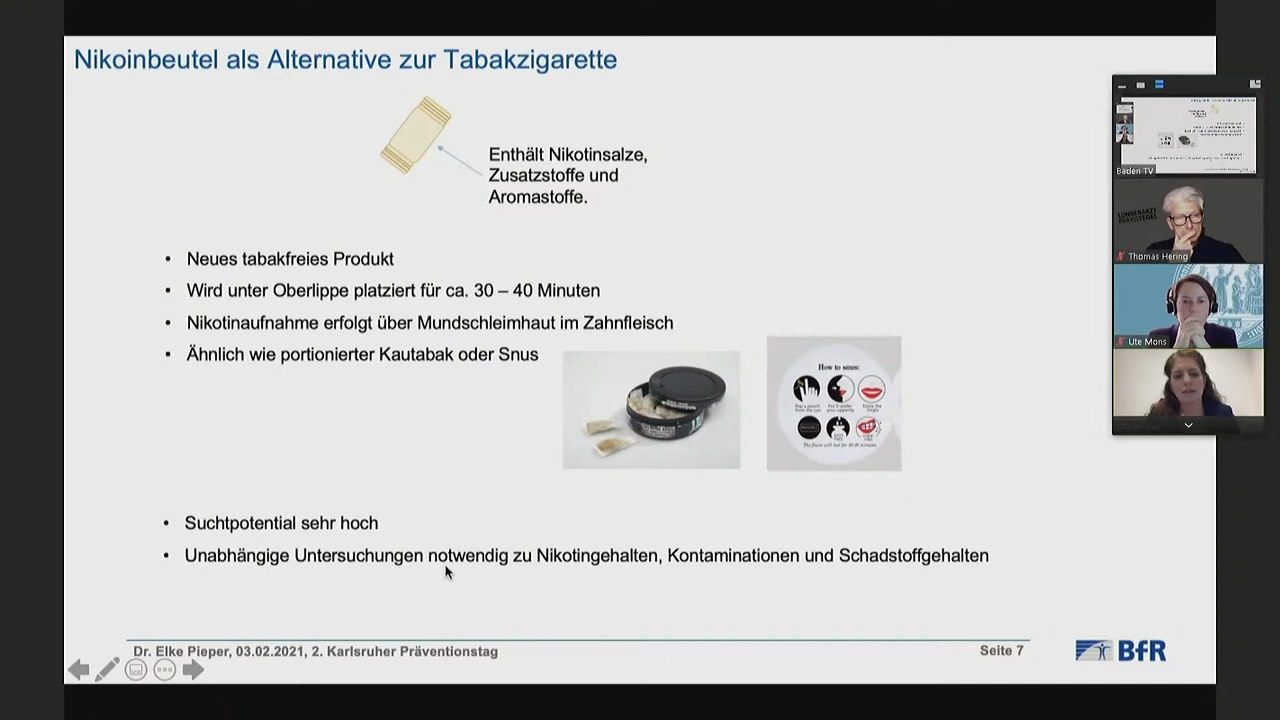 Nikoinbeutel als Alternative zur Tabakzigarette
Enthält Nikotinsalze,
Zusatzstoffe und
Aromastoffe.
• Neues tabakfreies Produkt
• Wird unter Oberlippe platziert für ca. 30 – 40 Minuten
• Nikotinaufnahme erfolgt über Mundschleimhaut im Zahnfleisch
• Ähnlich wie portionierter Kautabak oder Snus
How to snus:
• Suchtpotential sehr hoch
• Unabhängige Untersuchungen notwendig zu Nikotingehalten, Kontaminationen und Schadstoffgehalten
Dr. Elke Pieper, 03.02.2021, 2. Karlsruher Präventionstag
Seite 7
BfR
Baden TV
LUNGENARZT
PRAXISTEGEL
Thomas Hering
Ute Mons